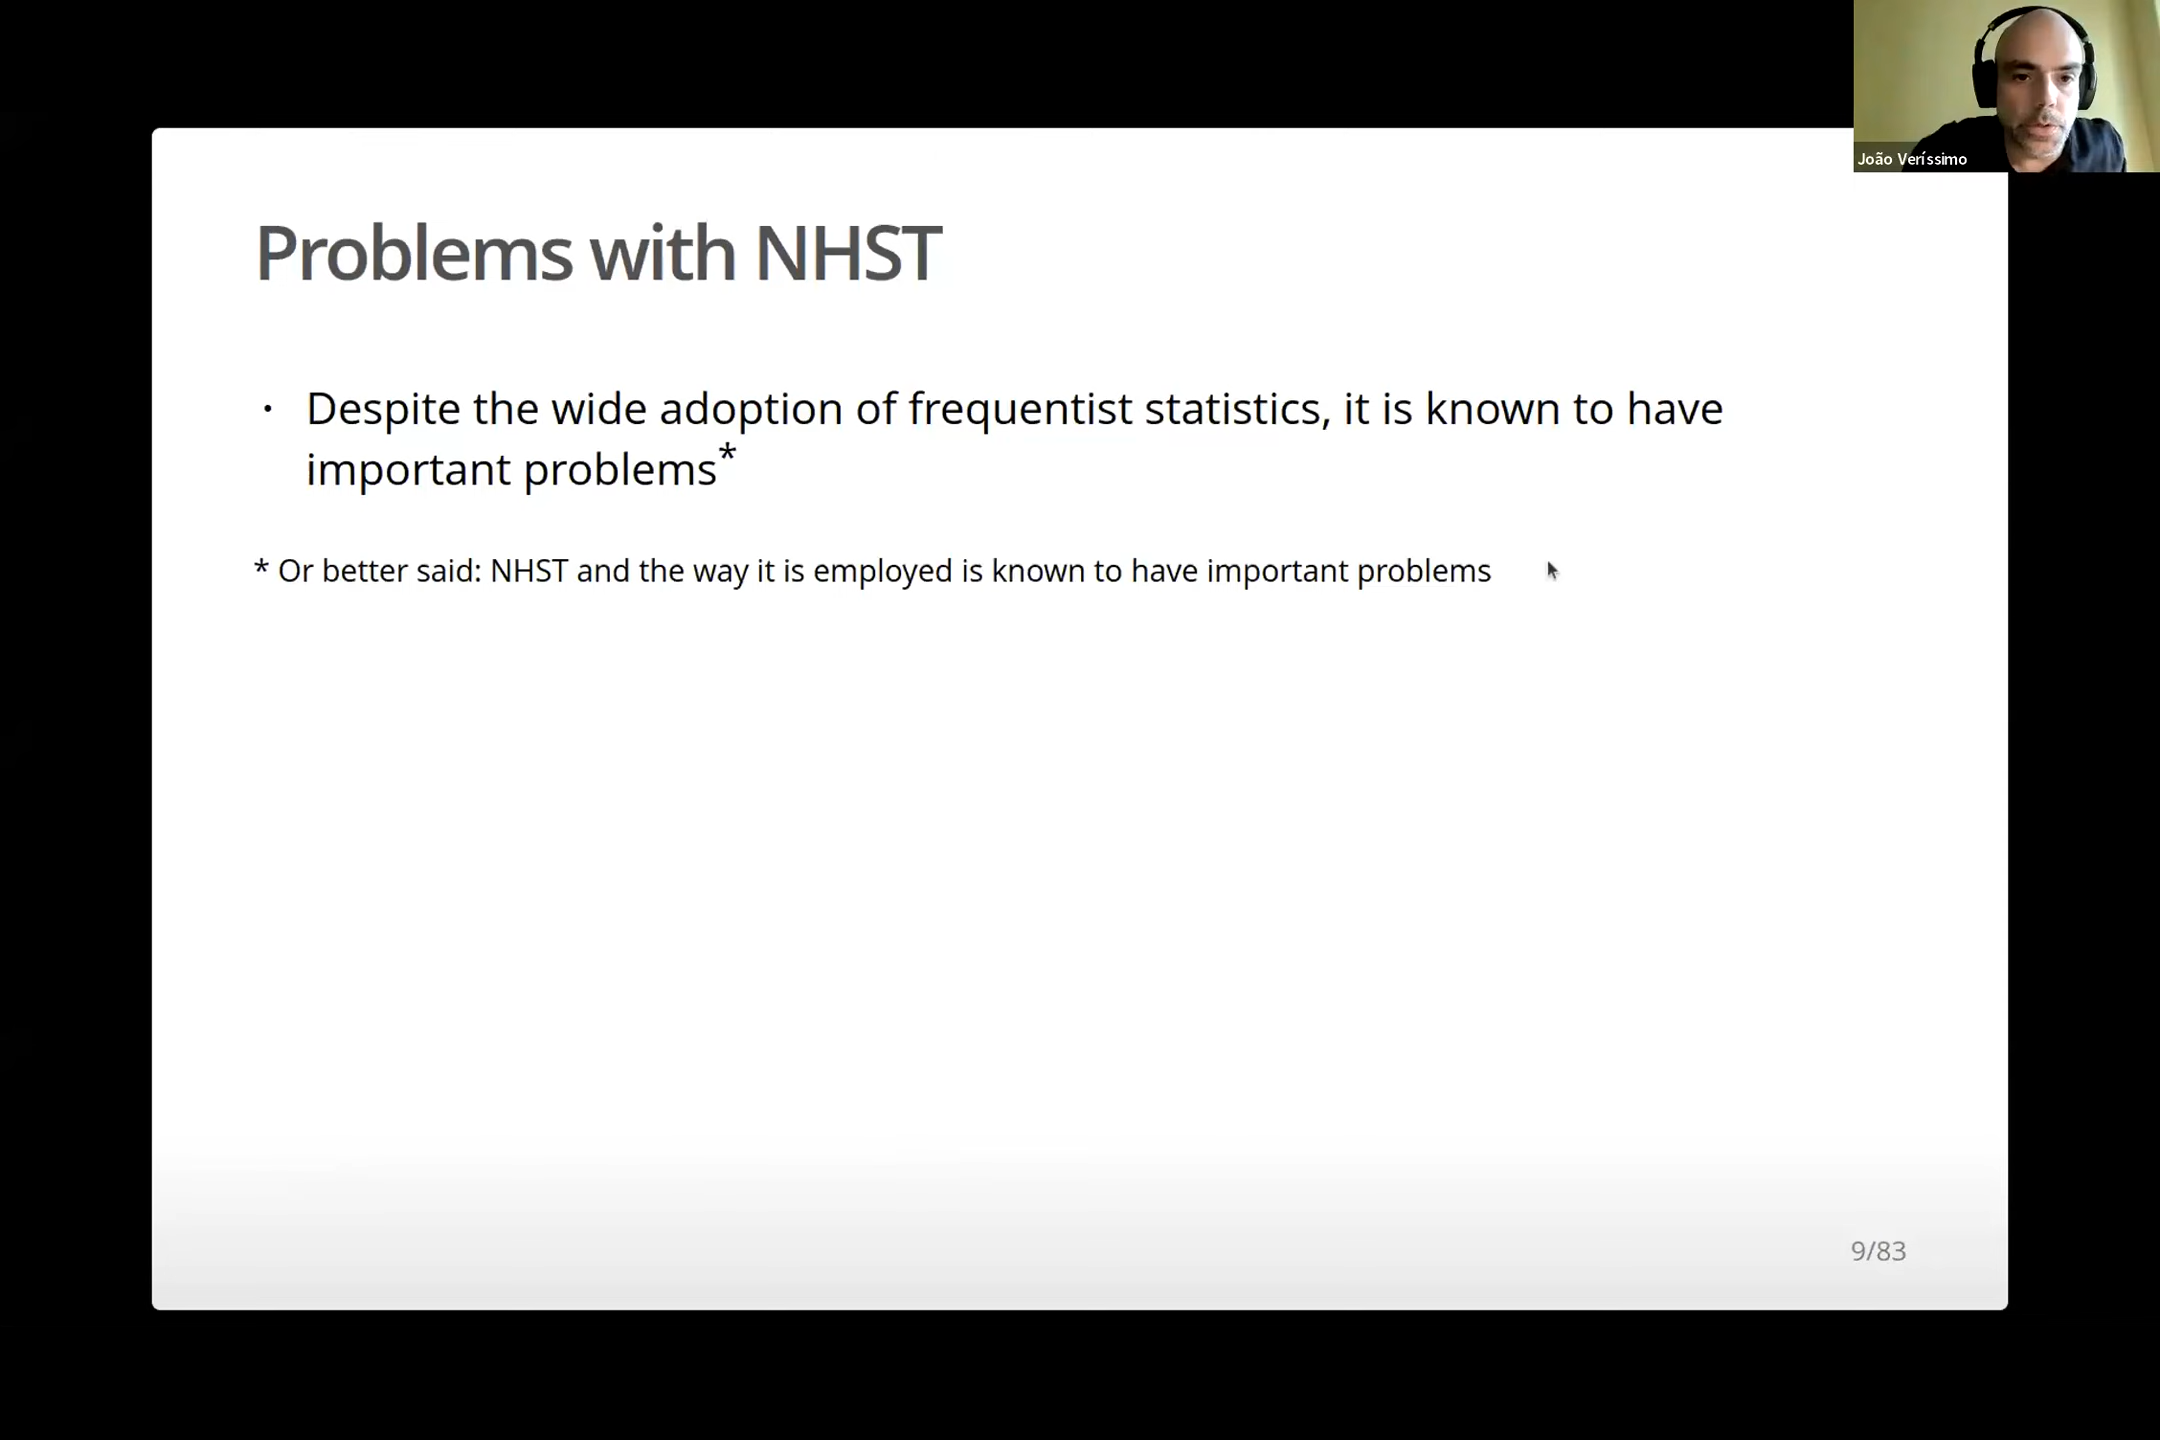 João Veríssimo
Problems with NHST
• Despite the wide adoption of frequentist statistics, it is known to have
important problems*
* Or better said: NHST and the way it is employed is known to have important problems
9/83